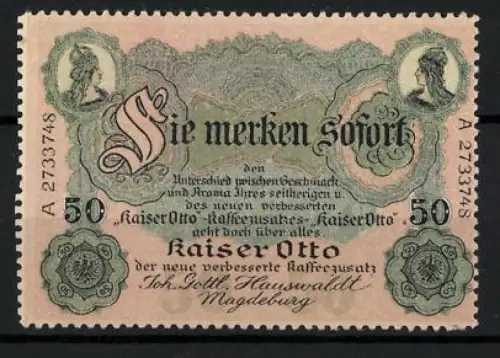 Sie merken sofort
A 2733748
A 2733748
den
Unterschied zwischen Geschmack
und Aroma Ihres seitherigen u.
des neuen verbesserten
50 „Kaiser Otto"-Kaffeezusatzes-„Kaiser Otto" 50
geht doch über alles.
Kaiser Otto
der neue verbesserte Kaffeezusatz
Joh. Gottl. Hauswaldt
Magdeburg